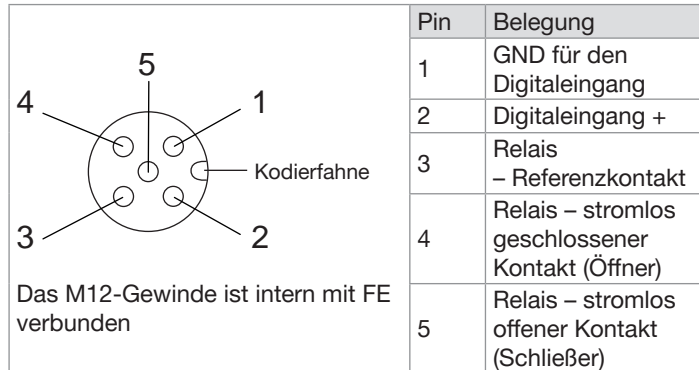 5
4
1
Kodierfahne
3
2
Das M12-Gewinde ist intern mit FE
verbunden
Pin Belegung
1 GND für den
Digitaleingang
2 Digitaleingang +
3 Relais
– Referenzkontakt
4 Relais – stromlos
geschlossener
Kontakt (Öffner)
5 Relais – stromlos
offener Kontakt
(Schließer)